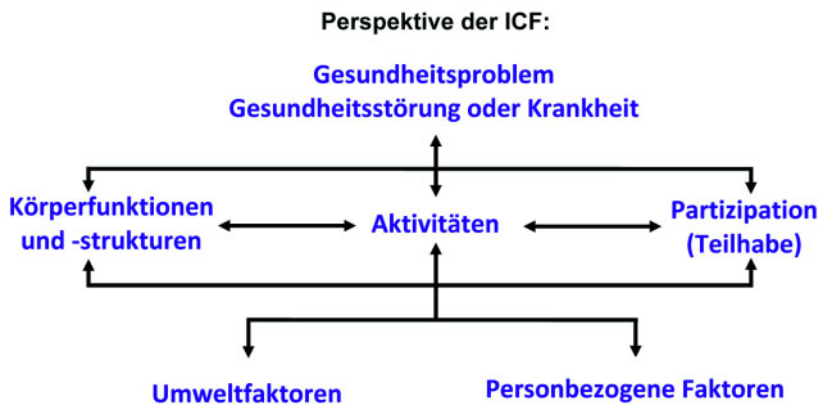 Perspektive der ICF:
Gesundheitsproblem
Gesundheitsstörung oder Krankheit
Körperfunktionen
und -strukturen
Aktivitäten
Partizipation
(Teilhabe)
Umweltfaktoren
Personbezogene Faktoren